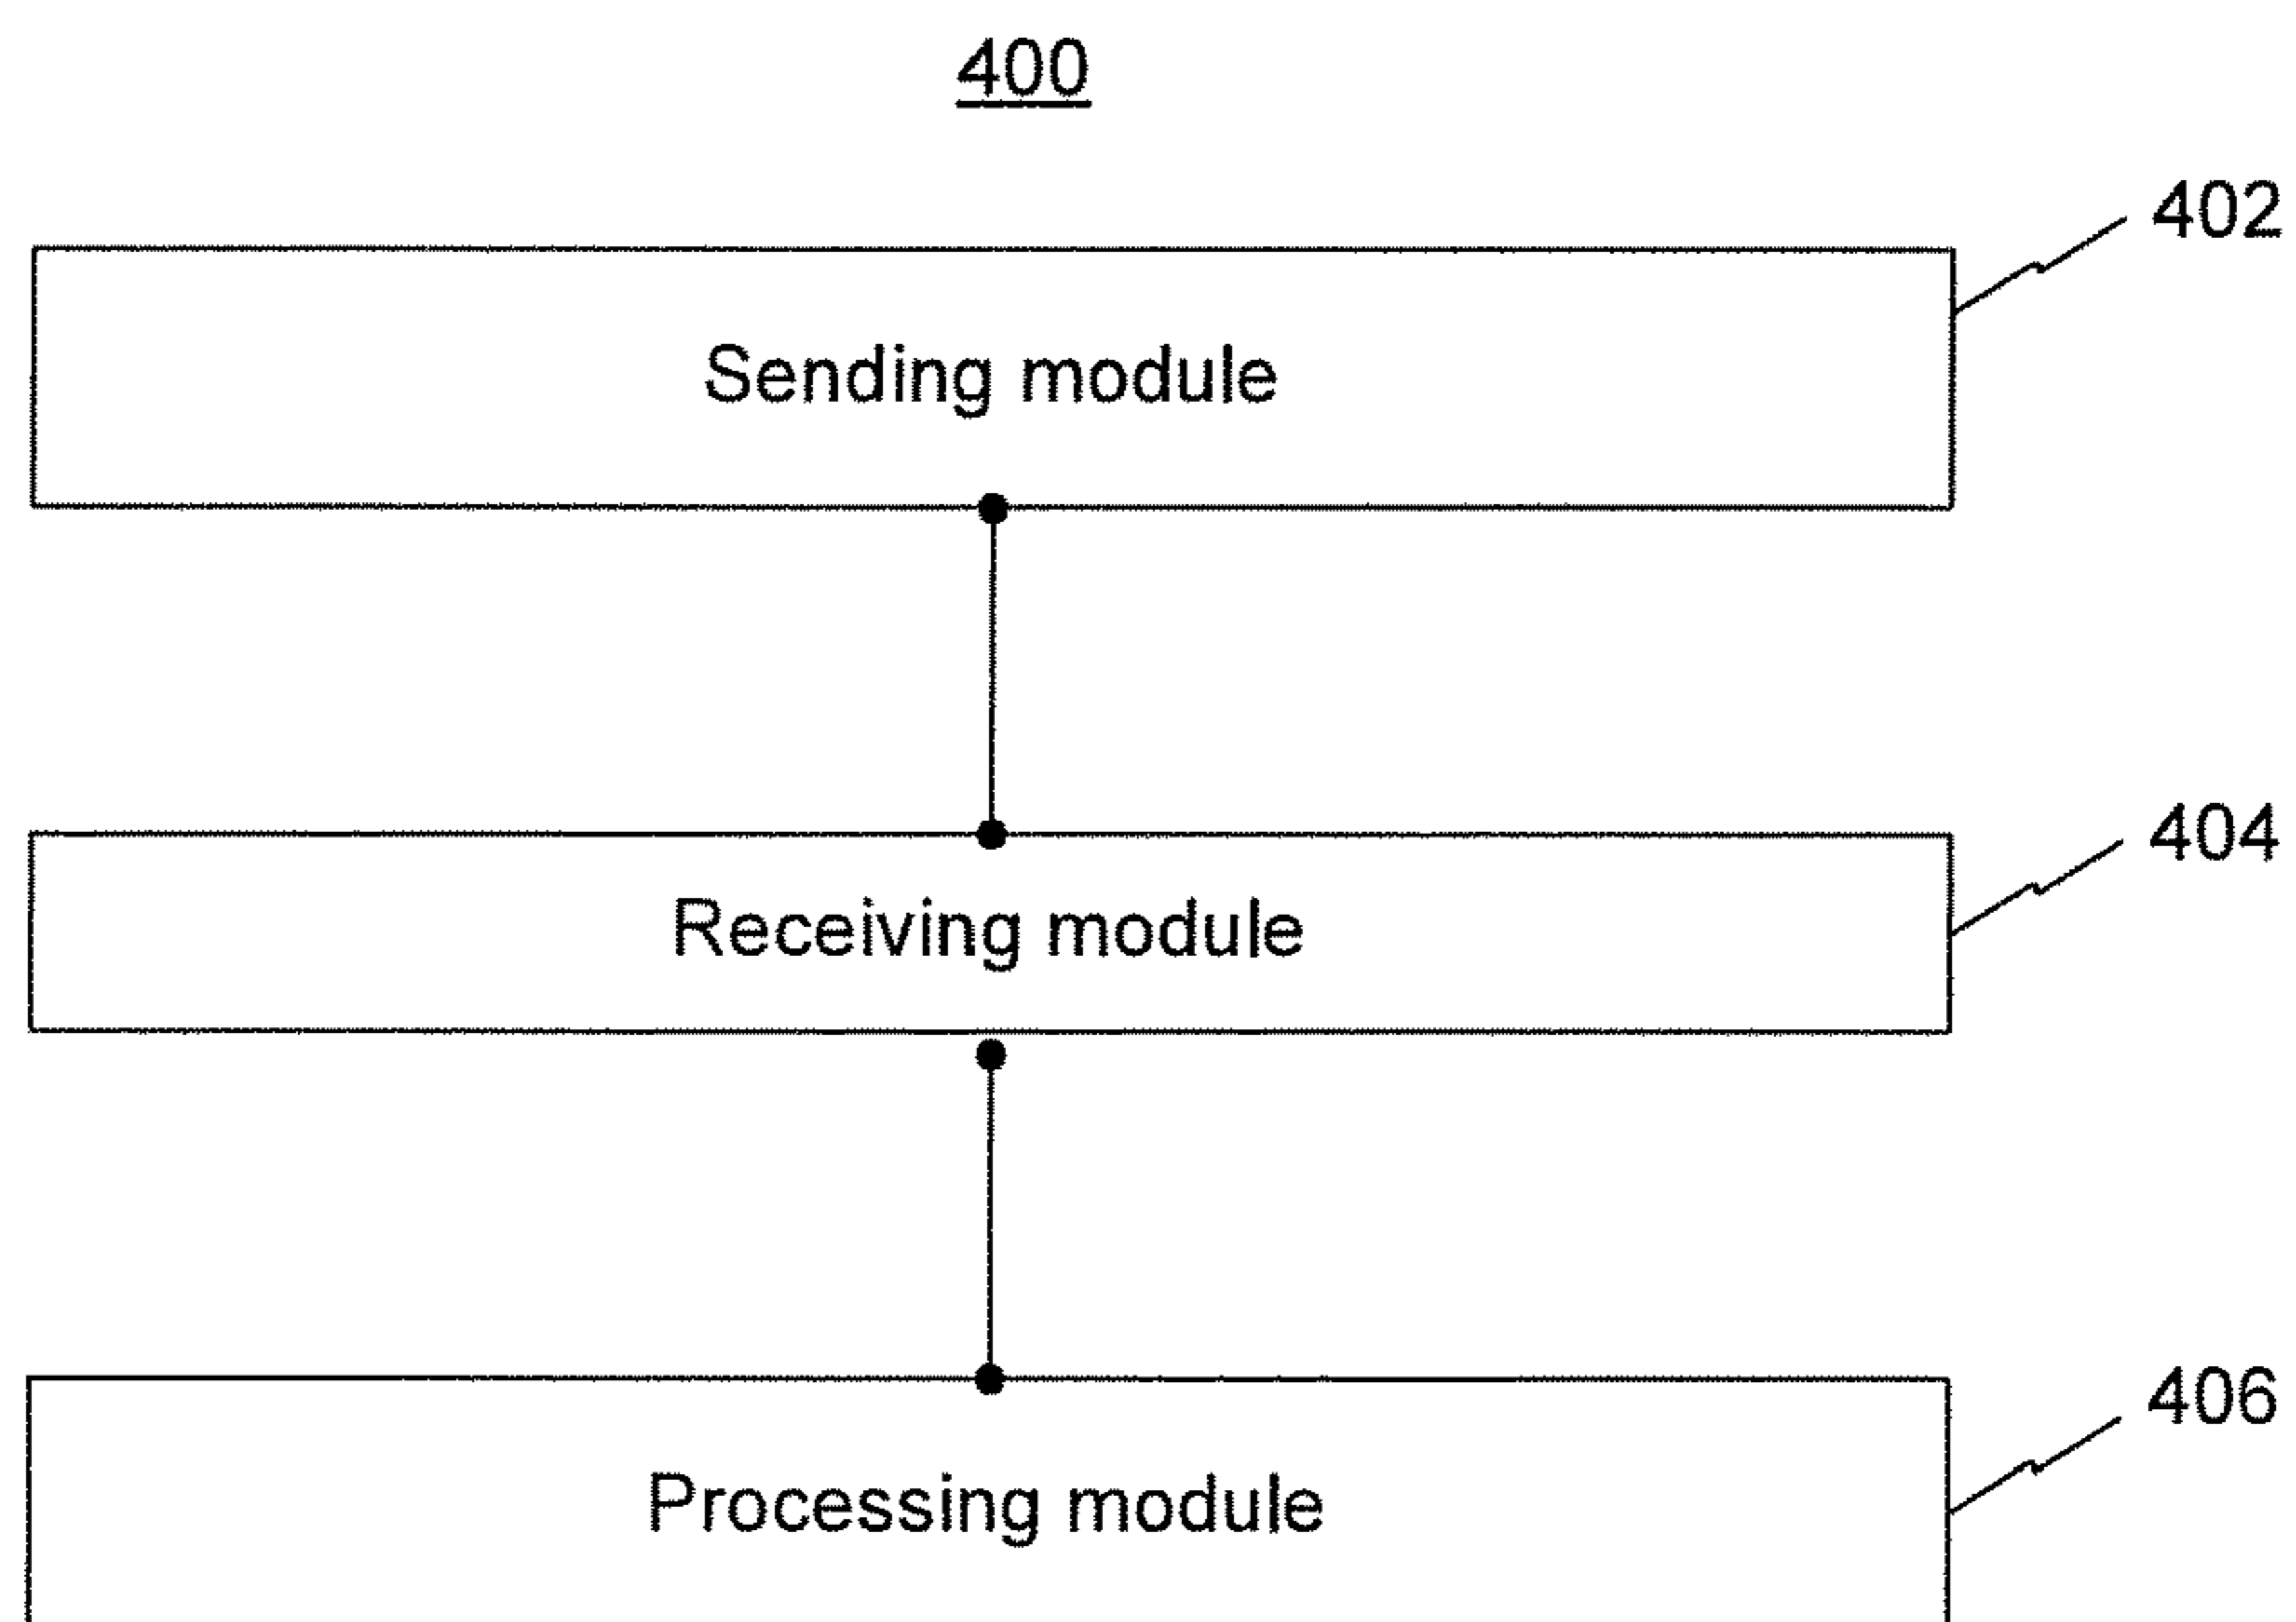 400
402
Sending module
404
Receiving module
406
Processing module